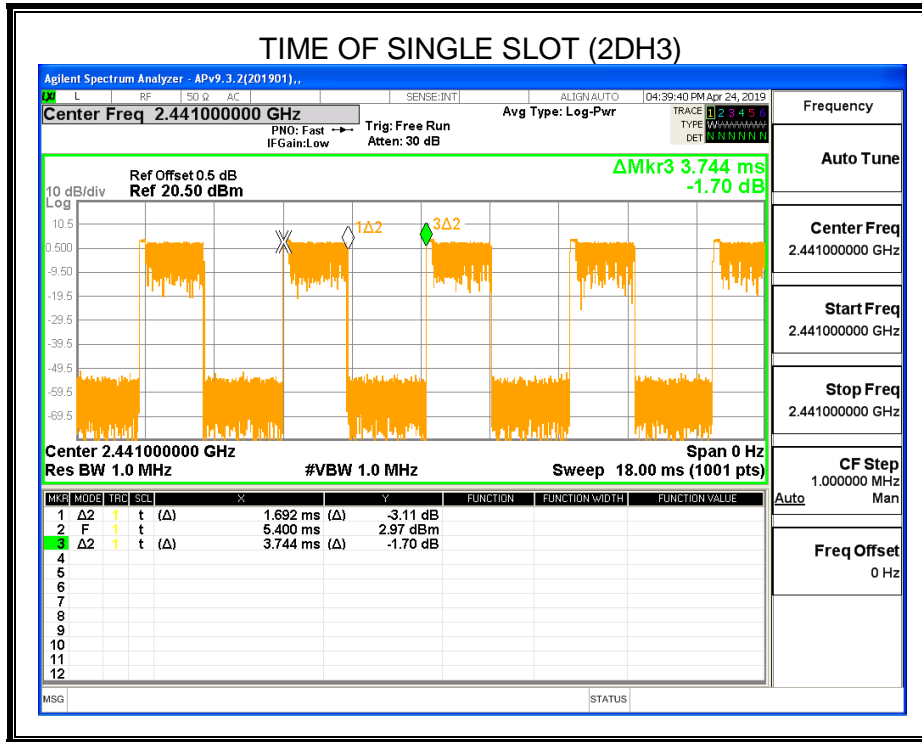 TIME OF SINGLE SLOT (2DH3)
Agilent Spectrum Analyzer - APv9.3.2(201901),,
LXI L RF 50 Ω AC SENSE:INT ALIGN AUTO 04:39:40 PM Apr 24, 2019
Center Freq 2.441000000 GHz
PNO: Fast
IFGain:Low
Trig: Free Run
Atten: 30 dB
Avg Type: Log-Pwr
TRACE 1 2 3 4 5 6
TYPE WWWWWW
DET N N N N N N
ΔMkr3 3.744 ms
-1.70 dB
Ref Offset 0.5 dB
10 dB/div Ref 20.50 dBm
Log
10.5
0.500
-9.50
-19.5
-29.5
-39.5
-49.5
-59.5
-69.5
1Δ2
3Δ2
Center 2.441000000 GHz Span 0 Hz
Res BW 1.0 MHz #VBW 1.0 MHz Sweep 18.00 ms (1001 pts)
MKR MODE TRC SCL X Y FUNCTION FUNCTION WIDTH FUNCTION VALUE
1 Δ2 1 t (Δ) 1.692 ms (Δ) -3.11 dB
2 F 1 t 5.400 ms 2.97 dBm
3 Δ2 1 t (Δ) 3.744 ms (Δ) -1.70 dB
4
5
6
7
8
9
10
11
12
MSG STATUS
Frequency
Auto Tune
Center Freq
2.441000000 GHz
Start Freq
2.441000000 GHz
Stop Freq
2.441000000 GHz
CF Step
1.000000 MHz
Auto Man
Freq Offset
0 Hz